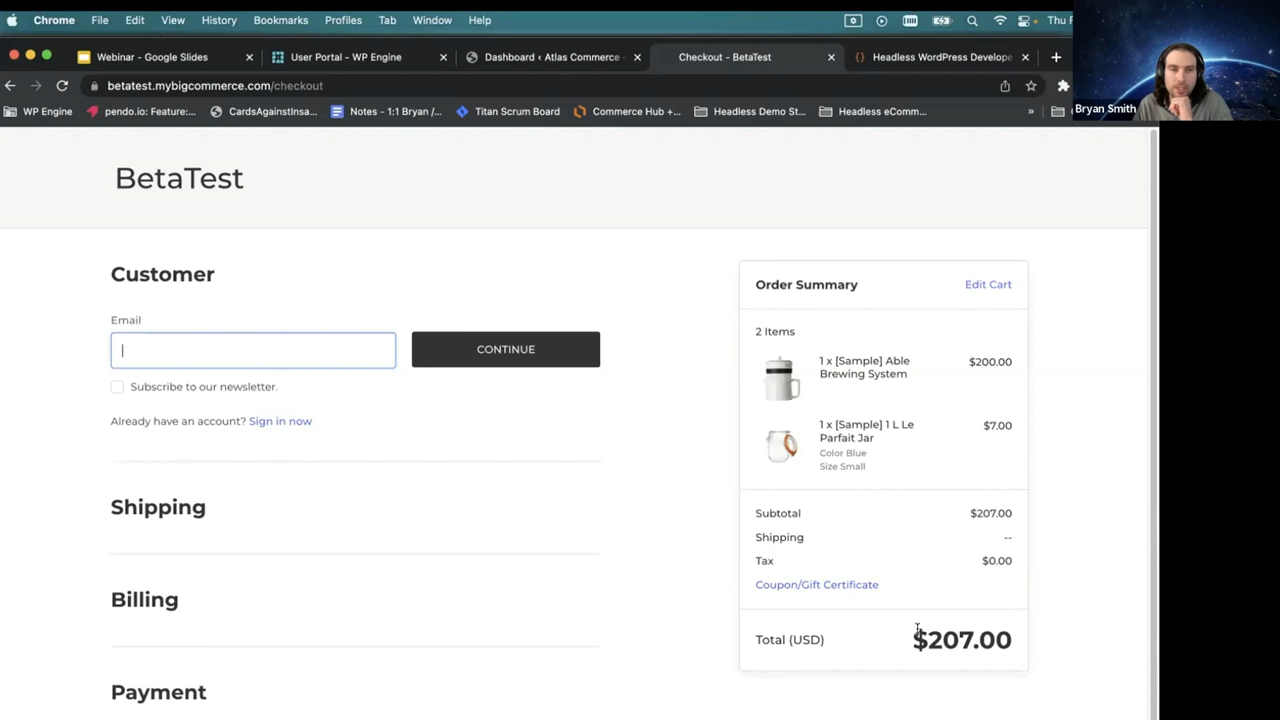 Chrome File Edit View History Bookmarks Profiles Tab Window Help Thu F
Webinar - Google Slides User Portal - WP Engine Dashboard ‹ Atlas Commerce Checkout - BetaTest Headless WordPress Develope
betatest.mybigcommerce.com/checkout
WP Engine pendo.io: Feature:... CardsAgainstInsa... Notes - 1:1 Bryan /... Titan Scrum Board Commerce Hub +... Headless Demo St... Headless eComm... »
Bryan Smith
BetaTest
Customer
Email
CONTINUE
Subscribe to our newsletter.
Already have an account? Sign in now
Shipping
Billing
Payment
Order Summary Edit Cart
2 Items
1 x [Sample] Able $200.00
Brewing System
1 x [Sample] 1 L Le $7.00
Parfait Jar
Color Blue
Size Small
Subtotal $207.00
Shipping --
Tax $0.00
Coupon/Gift Certificate
Total (USD) $207.00